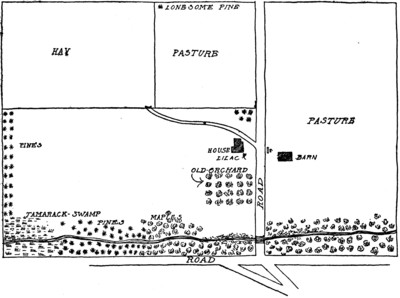 LONESOME PINE
HAY
PASTURE
PASTURE
PINES
HOUSE
LILAC
BARN
OLD-ORCHARD
ROAD
TAMARACK-SWAMP
PINES
MAPLES
ROAD